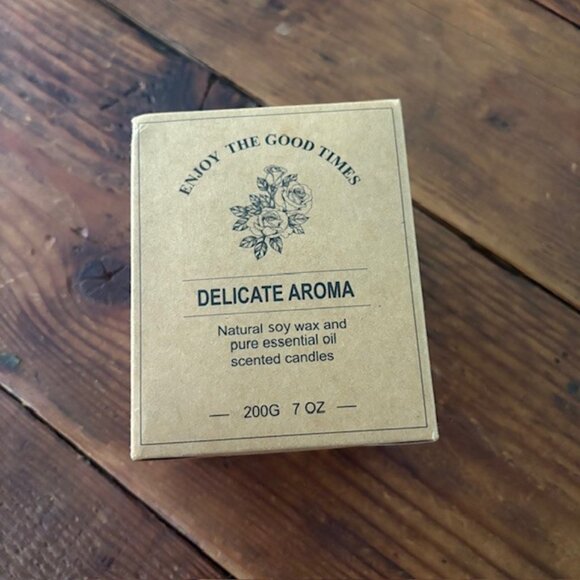 ENJOY THE GOOD TIMES
DELICATE AROMA
Natural soy wax and
pure essential oil
scented candles
— 200G 7 OZ —